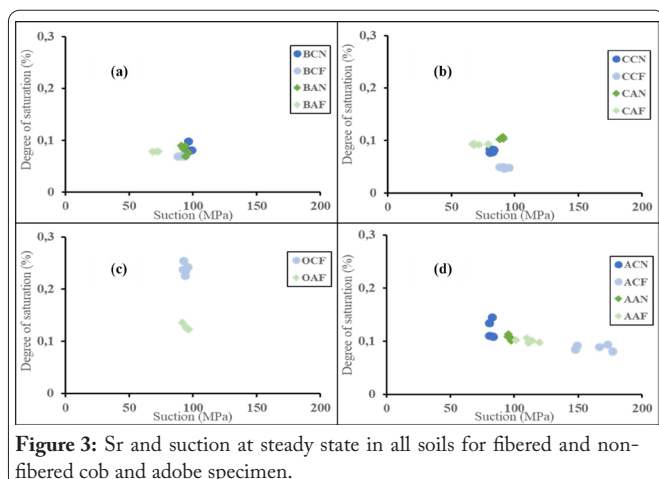 0,3
0,2
0,1
0
Degree of saturation (%)
(a)
BCN
BCF
BAN
BAF
0
50
100
150
200
Suction (MPa)
0,3
0,2
0,1
0
Degree of saturation (%)
(b)
CCN
CCF
CAN
CAF
0
50
100
150
200
Suction (MPa)
0,3
0,2
0,1
0
Degree of saturation (%)
(c)
OCF
OAF
0
50
100
150
200
Suction (MPa)
0,3
0,2
0,1
0
Degree of saturation (%)
(d)
ACN
ACF
AAN
AAF
0
50
100
150
200
Suction (MPa)
Figure 3: Sr and suction at steady state in all soils for fibered and non-
fibered cob and adobe specimen.